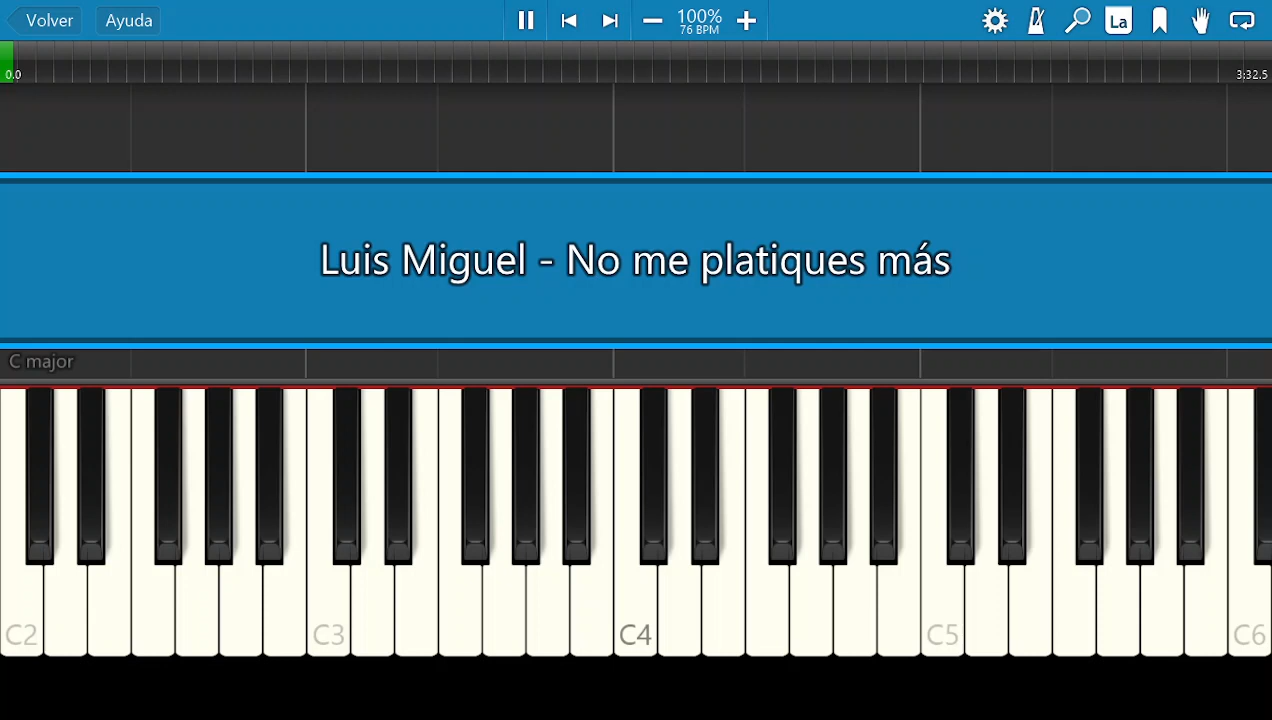 Volver Ayuda 100% La
76 BPM
0.0 3:32.5
Luis Miguel - No me platiques más
C major
C2 C3 C4 C5 C6